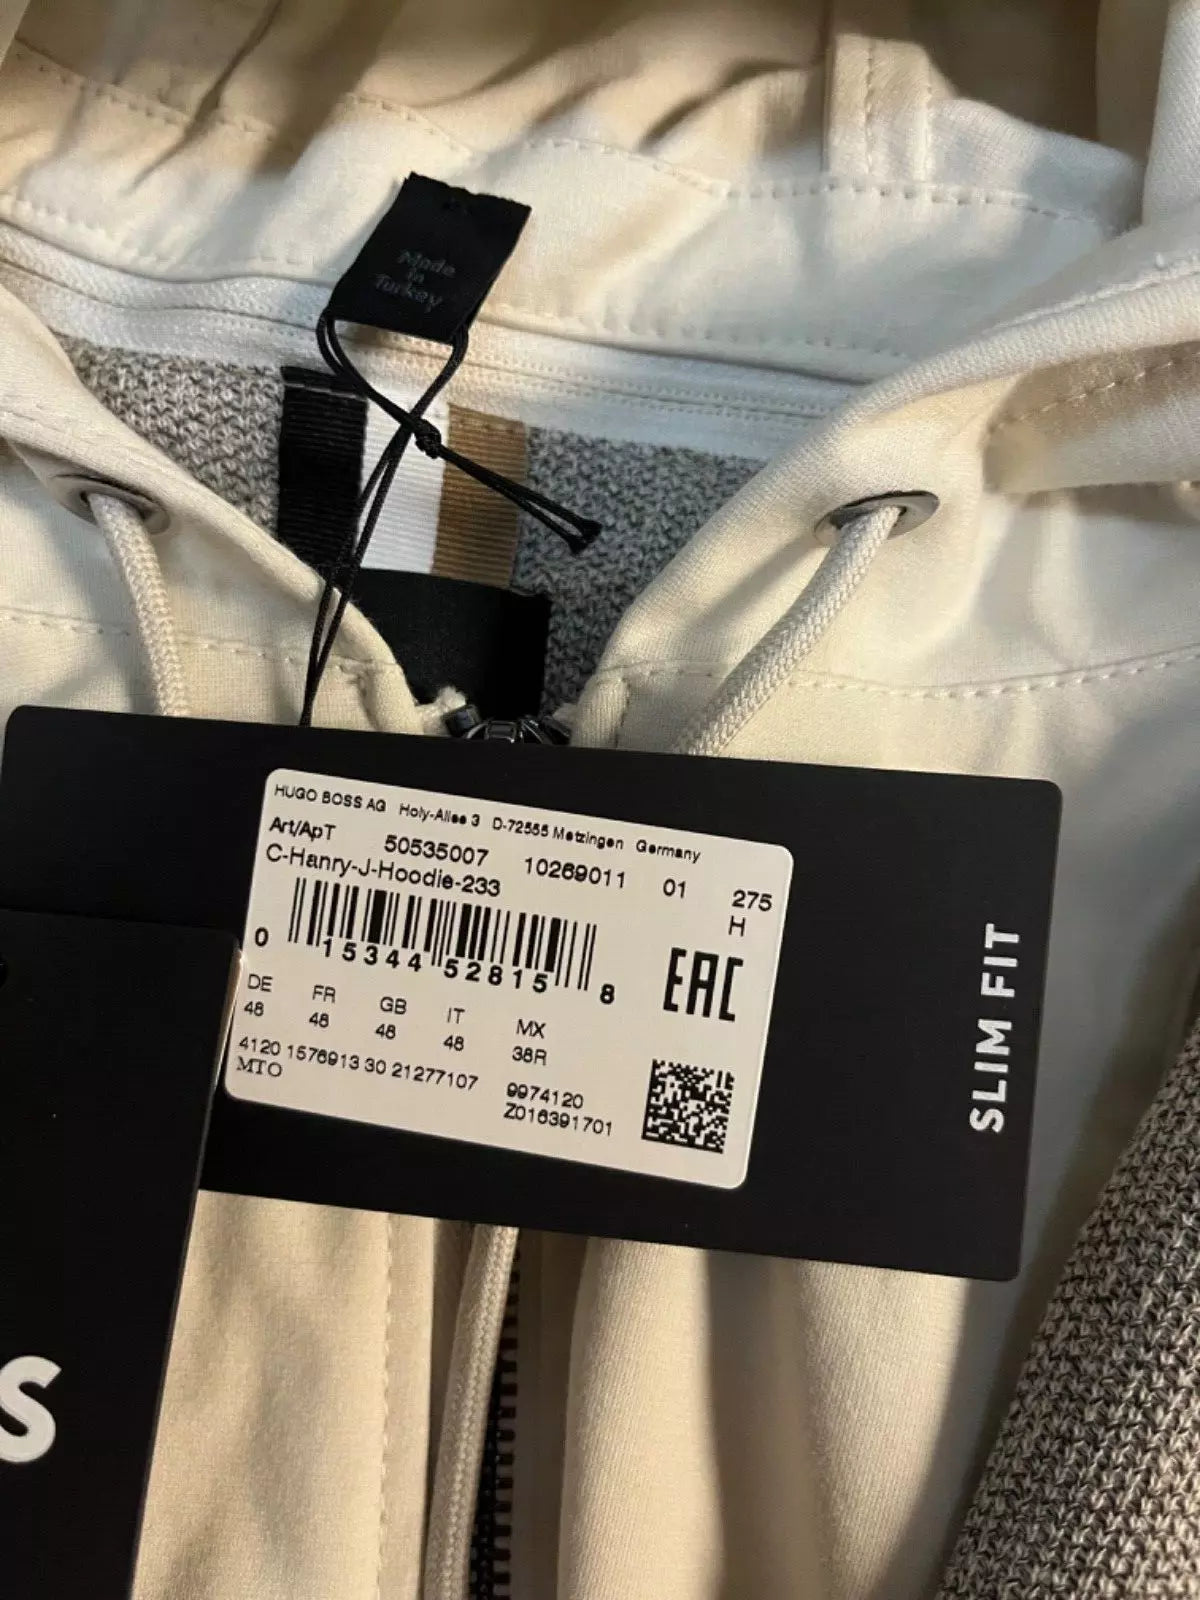 Made
in
Turkey
HUGO BOSS AG Holy-Allee 3 D-72555 Metzingen Germany
Art/ApT 50535007 10269011 01 275
C-Hanry-J-Hoodie-233 H
0 15344 52815 8
EAC
DE FR GB IT MX
48 48 48 48 38R
4120 1576913 30 21277107 9974120
MTO Z016391701
SLIM FIT
S